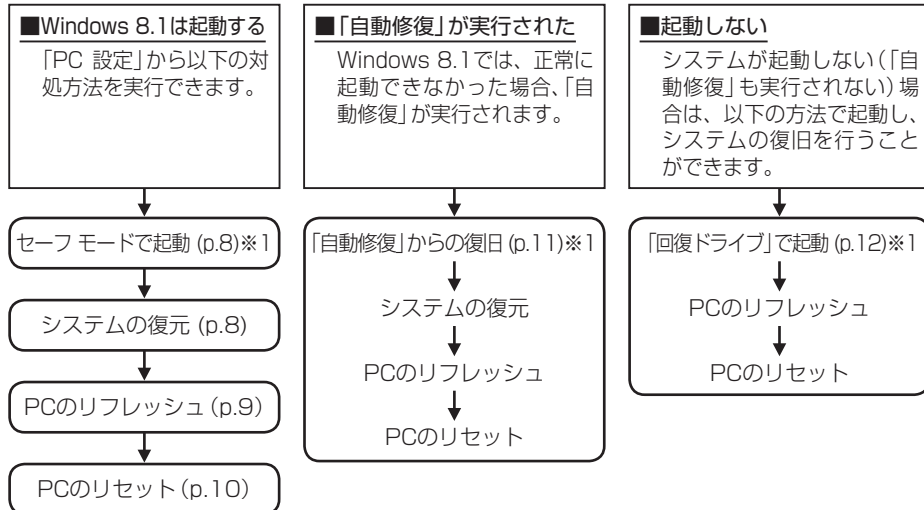 ■Windows 8.1は起動する
「PC 設定」から以下の対
処方法を実行できます。
セーフ モードで起動 (p.8)※1
システムの復元 (p.8)
PCのリフレッシュ (p.9)
PCのリセット (p.10)
■「自動修復」が実行された
Windows 8.1では、正常に
起動できなかった場合、「自
動修復」が実行されます。
「自動修復」からの復旧 (p.11)※1
システムの復元
PCのリフレッシュ
PCのリセット
■起動しない
システムが起動しない(「自
動修復」も実行されない)場
合は、以下の方法で起動し、
システムの復旧を行うこと
ができます。
「回復ドライブ」で起動 (p.12)※1
PCのリフレッシュ
PCのリセット